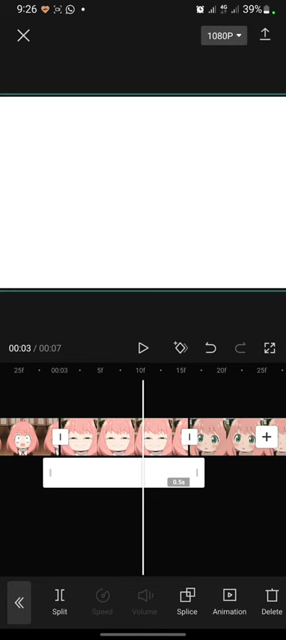 9:26
4G
39%
1080P
00:03 / 00:07
25f 00:03 5f 10f 15f 20f 25f
0.5s
Split Speed Volume Splice Animation Delete